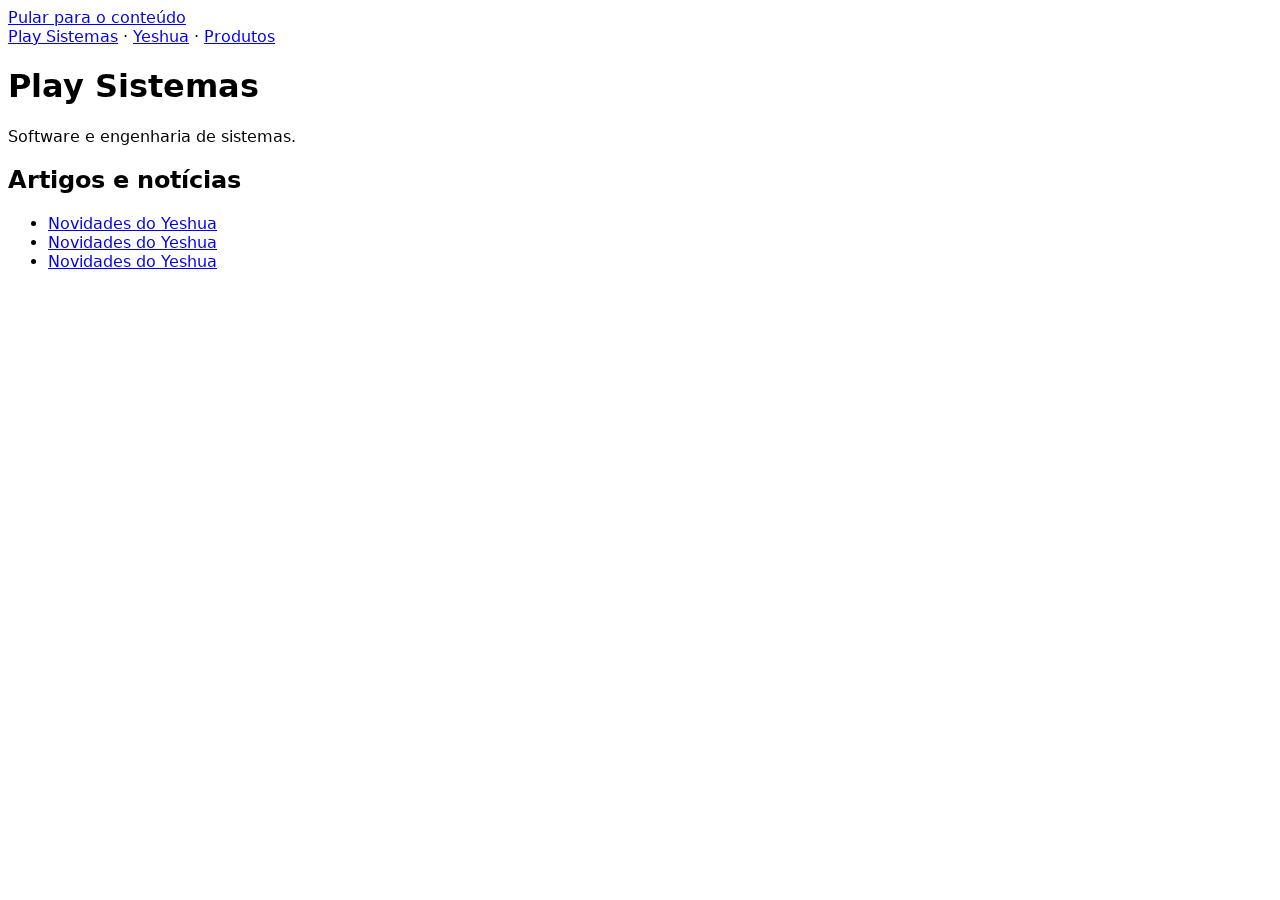 Pular para o conteúdo
Play Sistemas · Yeshua · Produtos
Play Sistemas
Software e engenharia de sistemas.
Artigos e notícias
Novidades do Yeshua
Novidades do Yeshua
Novidades do Yeshua